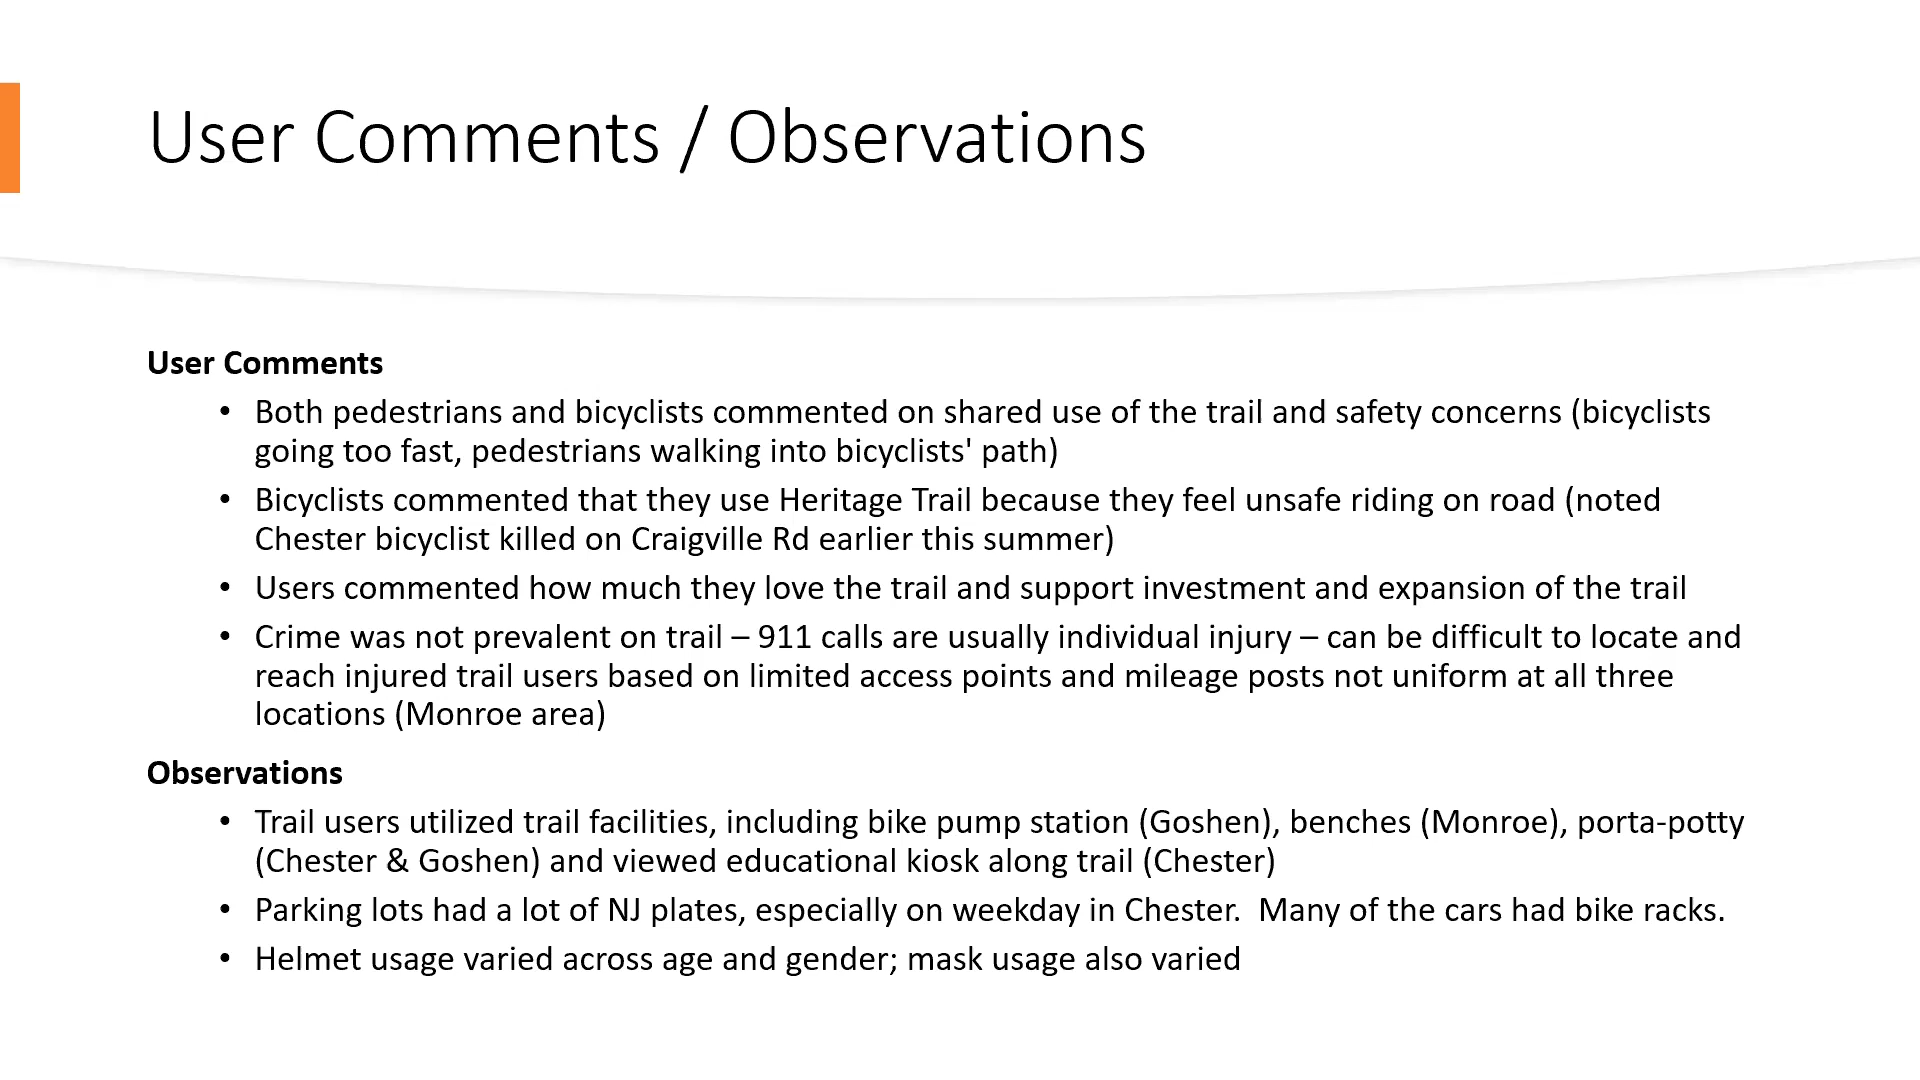 User Comments / Observations
User Comments
• Both pedestrians and bicyclists commented on shared use of the trail and safety concerns (bicyclists
going too fast, pedestrians walking into bicyclists' path)
• Bicyclists commented that they use Heritage Trail because they feel unsafe riding on road (noted
Chester bicyclist killed on Craigville Rd earlier this summer)
• Users commented how much they love the trail and support investment and expansion of the trail
• Crime was not prevalent on trail – 911 calls are usually individual injury – can be difficult to locate and
reach injured trail users based on limited access points and mileage posts not uniform at all three
locations (Monroe area)
Observations
• Trail users utilized trail facilities, including bike pump station (Goshen), benches (Monroe), porta-potty
(Chester & Goshen) and viewed educational kiosk along trail (Chester)
• Parking lots had a lot of NJ plates, especially on weekday in Chester.  Many of the cars had bike racks.
• Helmet usage varied across age and gender; mask usage also varied